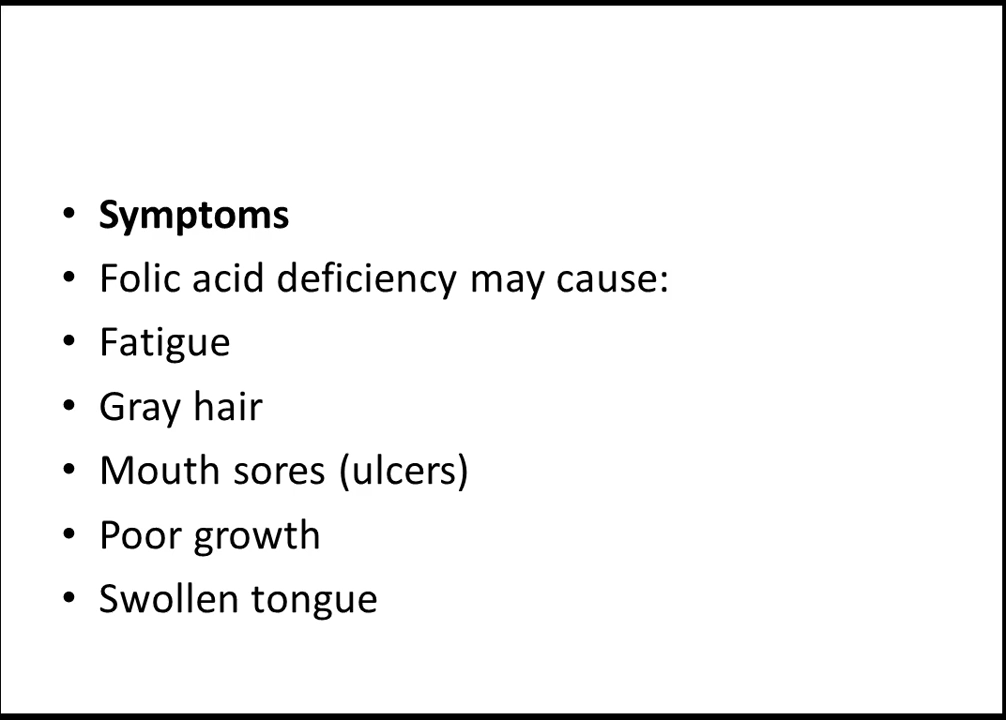 • Symptoms
• Folic acid deficiency may cause:
• Fatigue
• Gray hair
• Mouth sores (ulcers)
• Poor growth
• Swollen tongue